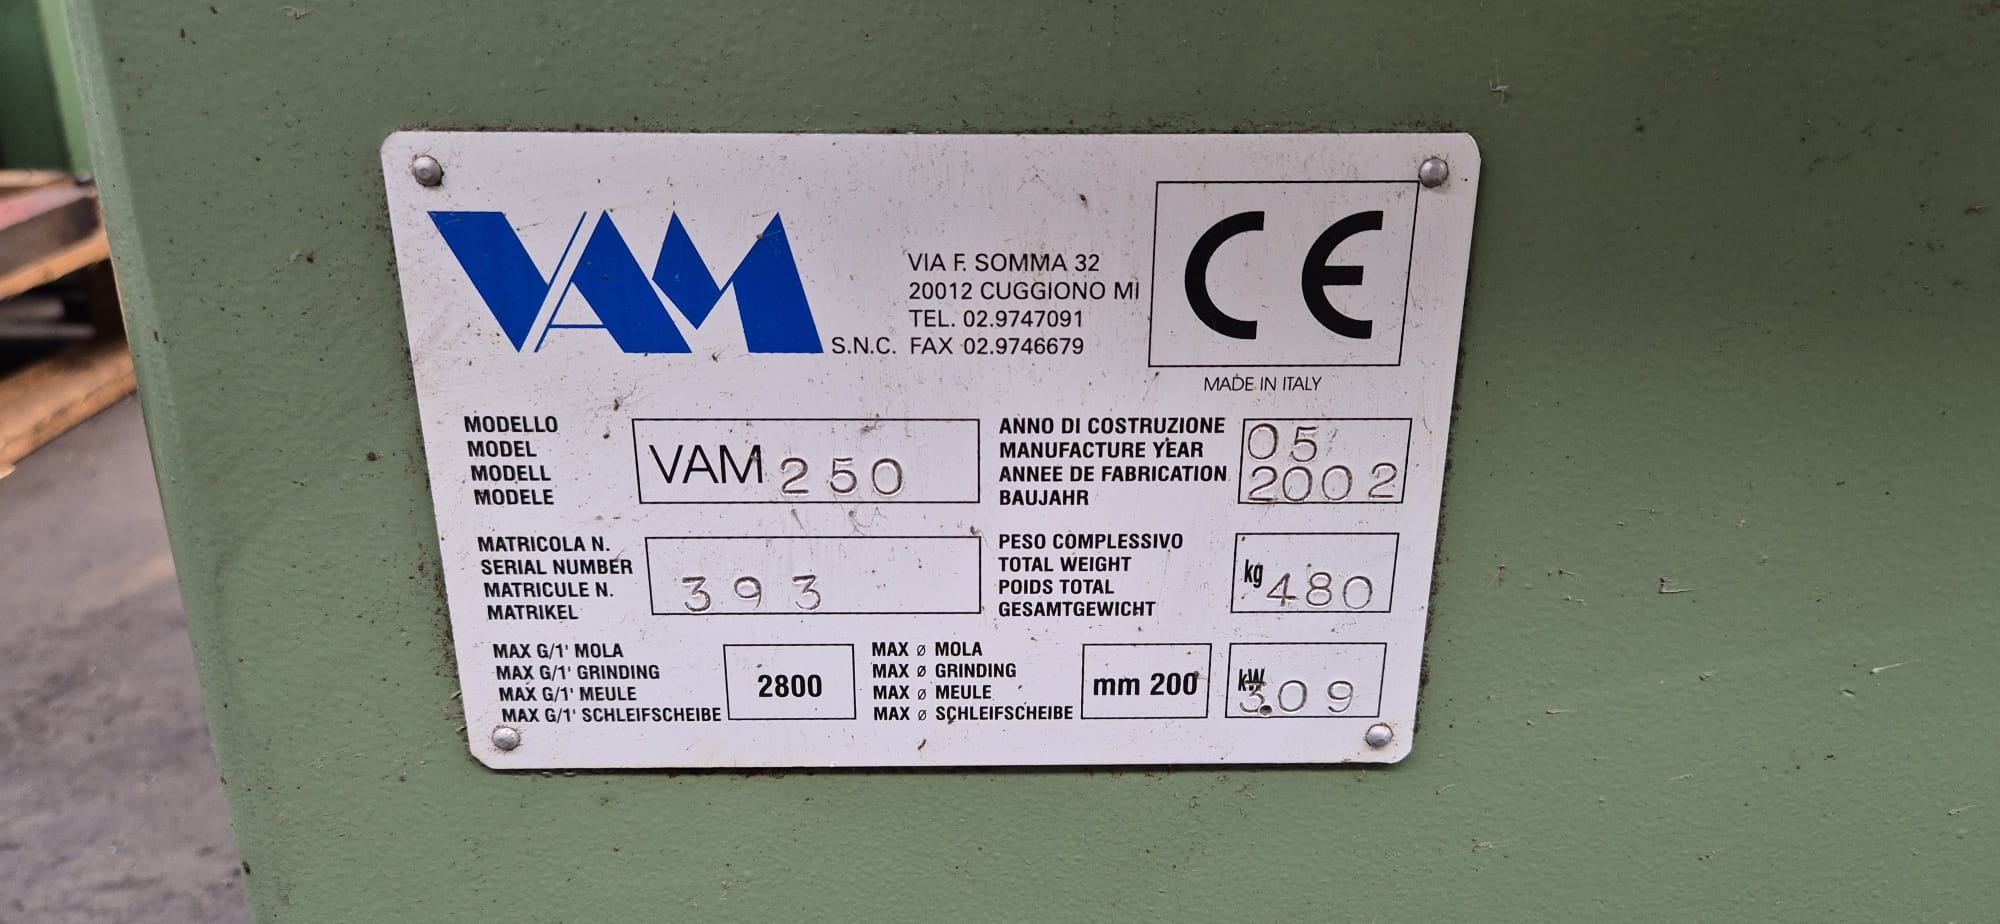 VAM S.N.C.
VIA F. SOMMA 32
20012 CUGGIONO MI
TEL. 02.9747091
FAX 02.9746679
CE
MADE IN ITALY
MODELLO
MODEL
MODELL
MODELE
VAM 250
ANNO DI COSTRUZIONE
MANUFACTURE YEAR
ANNEE DE FABRICATION
BAUJAHR
05
2002
MATRICOLA N.
SERIAL NUMBER
MATRICULE N.
MATRIKEL
393
PESO COMPLESSIVO
TOTAL WEIGHT
POIDS TOTAL
GESAMTGEWICHT
kg 480
MAX G/1' MOLA
MAX G/1' GRINDING
MAX G/1' MEULE
MAX G/1' SCHLEIFSCHEIBE
2800
MAX ø MOLA
MAX ø GRINDING
MAX ø MEULE
MAX ø SCHLEIFSCHEIBE
mm 200
kW 3.09